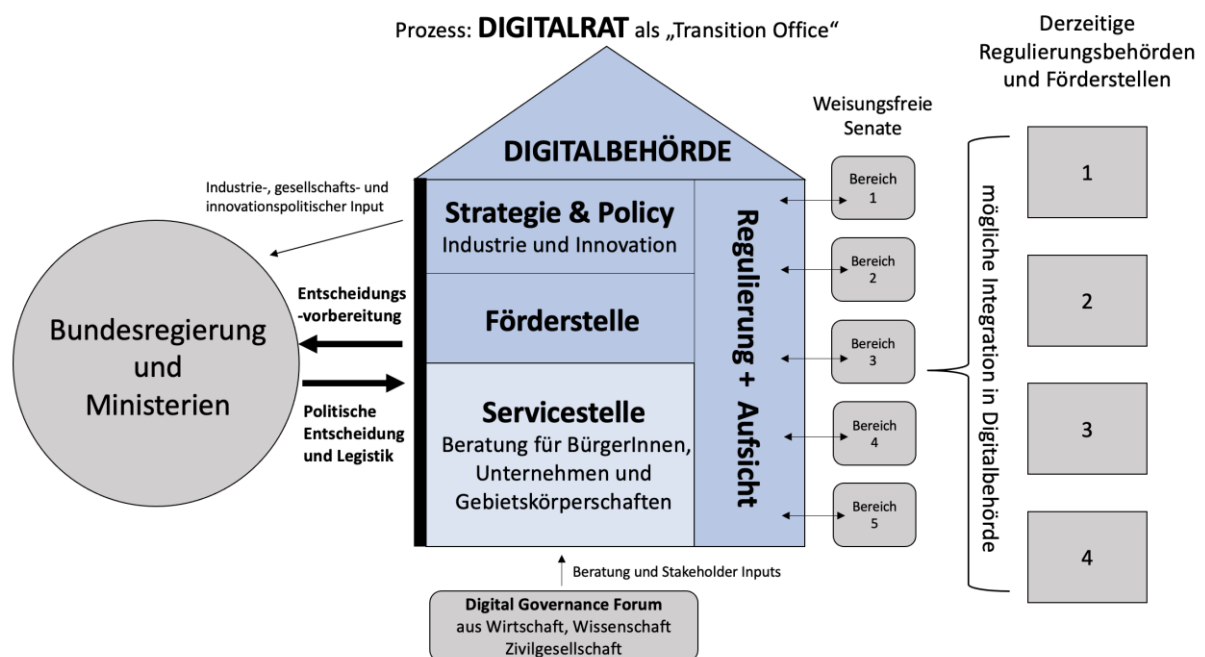 Prozess: DIGITALRAT als „Transition Office“
Derzeitige
Regulierungsbehörden
und Förderstellen
Weisungsfreie
Senate
DIGITALBEHÖRDE
Industrie-, gesellschafts- und
innovationspolitischer Input
Bundesregierung
und
Ministerien
Entscheidungs
-vorbereitung
Politische
Entscheidung
und Legistik
Strategie & Policy
Industrie und Innovation
Förderstelle
Servicestelle
Beratung für BürgerInnen,
Unternehmen und
Gebietskörperschaften
Regulierung + Aufsicht
Bereich
1
Bereich
2
Bereich
3
Bereich
4
Bereich
5
mögliche Integration in Digitalbehörde
1
2
3
4
Beratung und Stakeholder Inputs
Digital Governance Forum
aus Wirtschaft, Wissenschaft
Zivilgesellschaft